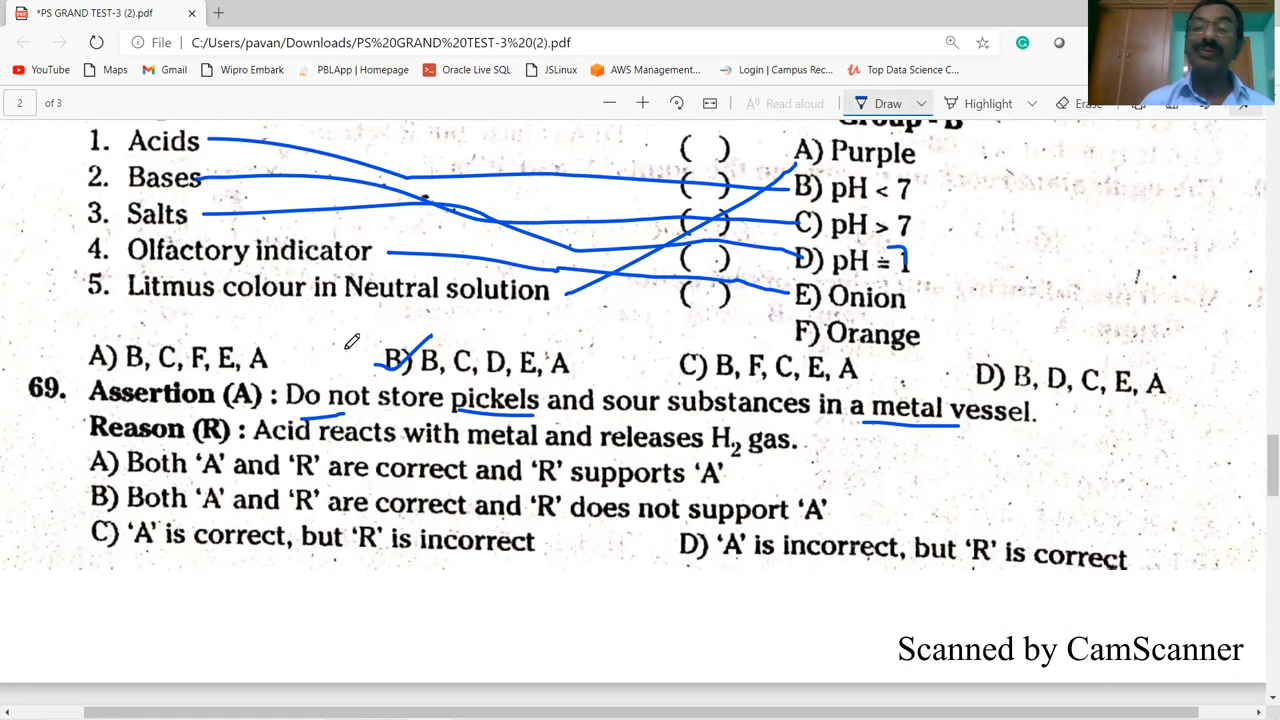 *PS GRAND TEST-3 (2).pdf
File C:/Users/pavan/Downloads/PS%20GRAND%20TEST-3%20(2).pdf
YouTube Maps Gmail Wipro Embark PBLApp | Homepage Oracle Live SQL JSLinux AWS Management... Login | Campus Rec... Top Data Science C...
2 of 3 Read aloud Draw Highlight Erase
Group - B
1. Acids ( ) A) Purple
2. Bases ( ) B) pH < 7
3. Salts ( ) C) pH > 7
4. Olfactory indicator ( ) D) pH = 7
5. Litmus colour in Neutral solution ( ) E) Onion
F) Orange
A) B, C, F, E, A B) B, C, D, E, A C) B, F, C, E, A D) B, D, C, E, A
69. Assertion (A) : Do not store pickels and sour substances in a metal vessel.
Reason (R) : Acid reacts with metal and releases H₂ gas.
A) Both ‘A’ and ‘R’ are correct and ‘R’ supports ‘A’
B) Both ‘A’ and ‘R’ are correct and ‘R’ does not support ‘A’
C) ‘A’ is correct, but ‘R’ is incorrect D) ‘A’ is incorrect, but ‘R’ is correct
Scanned by CamScanner